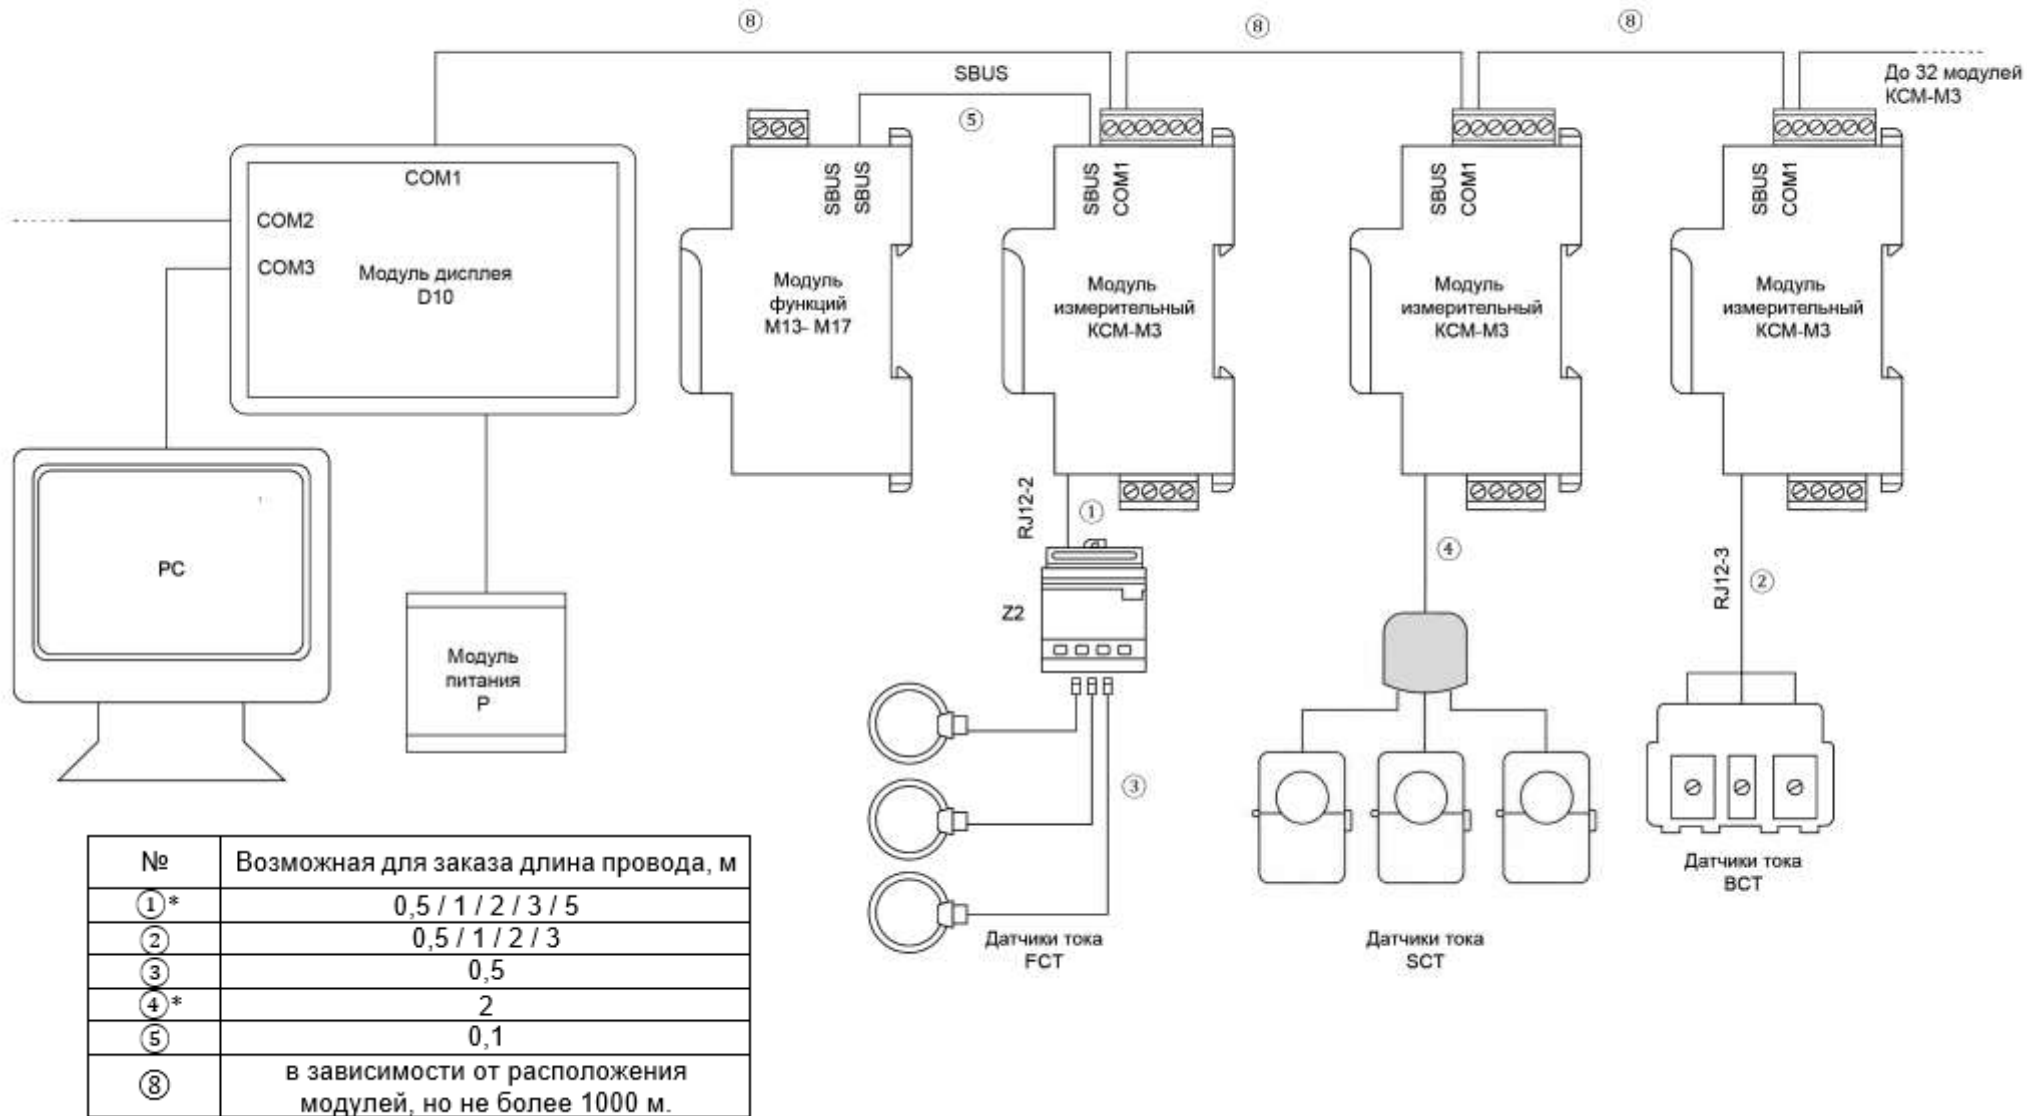 ⑧
⑧
⑧
SBUS
⑤
До 32 модулей
КСМ-М3
COM1
COM2
COM3
Модуль дисплея
D10
SBUS
SBUS
Модуль
функций
М13- М17
SBUS
COM1
Модуль
измерительный
КСМ-М3
SBUS
COM1
Модуль
измерительный
КСМ-М3
SBUS
COM1
Модуль
измерительный
КСМ-М3
PC
Модуль
питания
Р
RJ12-2
①
Z2
③
④
RJ12-3
②
Датчики тока
FCT
Датчики тока
SCT
Датчики тока
BCT
№ Возможная для заказа длина провода, м
①* 0,5 / 1 / 2 / 3 / 5
② 0,5 / 1 / 2 / 3
③ 0,5
④* 2
⑤ 0,1
⑧ в зависимости от расположения
модулей, но не более 1000 м.